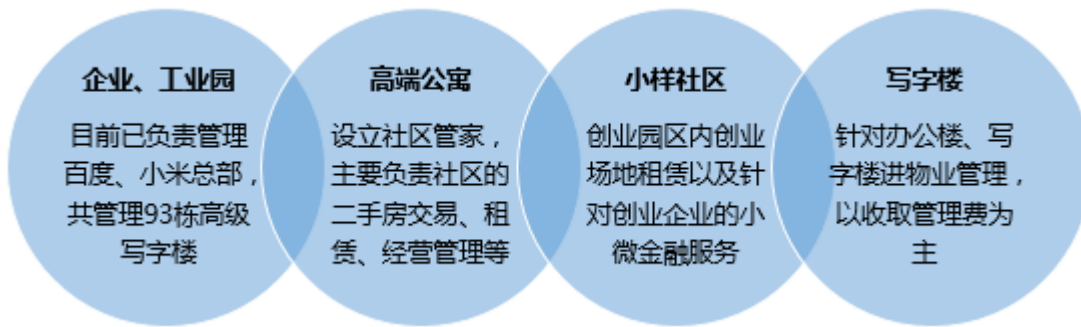 企业、工业园
目前已负责管理
百度、小米总部，
共管理93栋高级
写字楼
高端公寓
设立社区管家，
主要负责社区的
二手房交易、租
赁、经营管理等
小样社区
创业园区内创业
场地租赁以及针
对创业企业的小
微金融服务
写字楼
针对办公楼、写
字楼进物业管理，
以收取管理费为
主